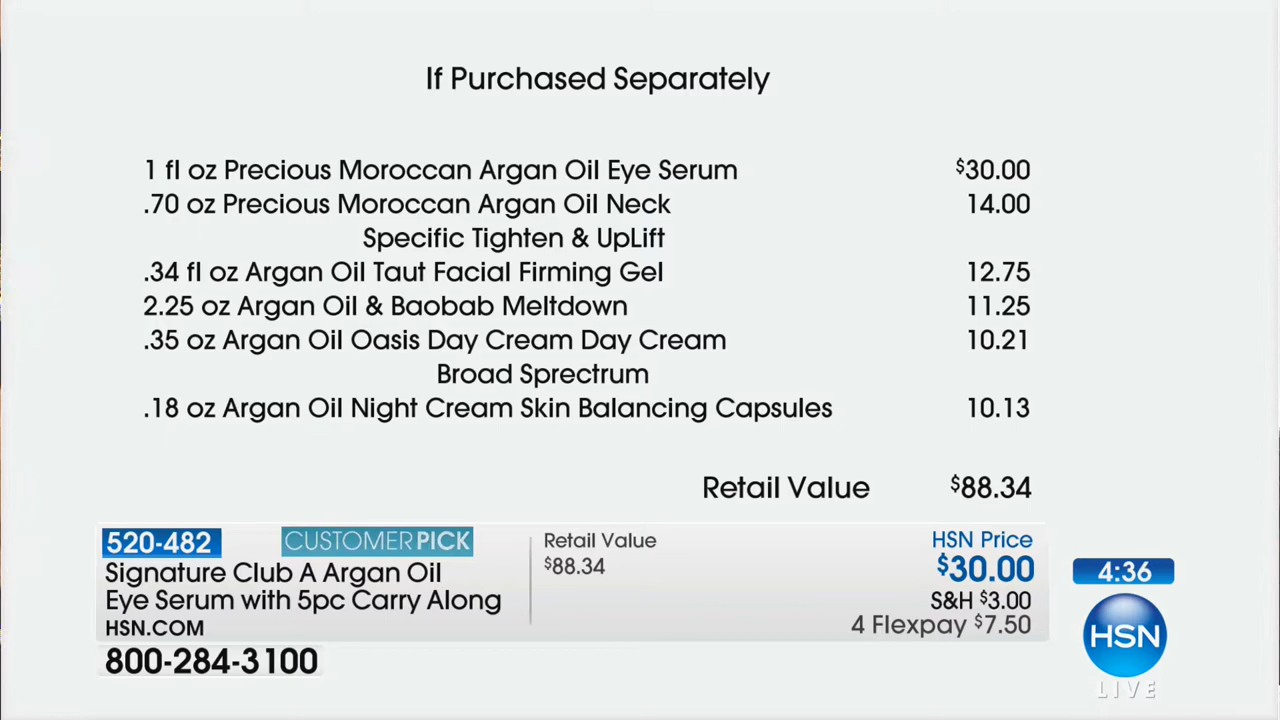 If Purchased Separately
1 fl oz Precious Moroccan Argan Oil Eye Serum $30.00
.70 oz Precious Moroccan Argan Oil Neck 14.00
Specific Tighten & UpLift
.34 fl oz Argan Oil Taut Facial Firming Gel 12.75
2.25 oz Argan Oil & Baobab Meltdown 11.25
.35 oz Argan Oil Oasis Day Cream Day Cream 10.21
Broad Sprectrum
.18 oz Argan Oil Night Cream Skin Balancing Capsules 10.13
Retail Value $88.34
520-482 CUSTOMERPICK
Signature Club A Argan Oil
Eye Serum with 5pc Carry Along
HSN.COM
800-284-3100
Retail Value
$88.34
HSN Price
$30.00
S&H $3.00
4 Flexpay $7.50
4:36
HSN
LIVE